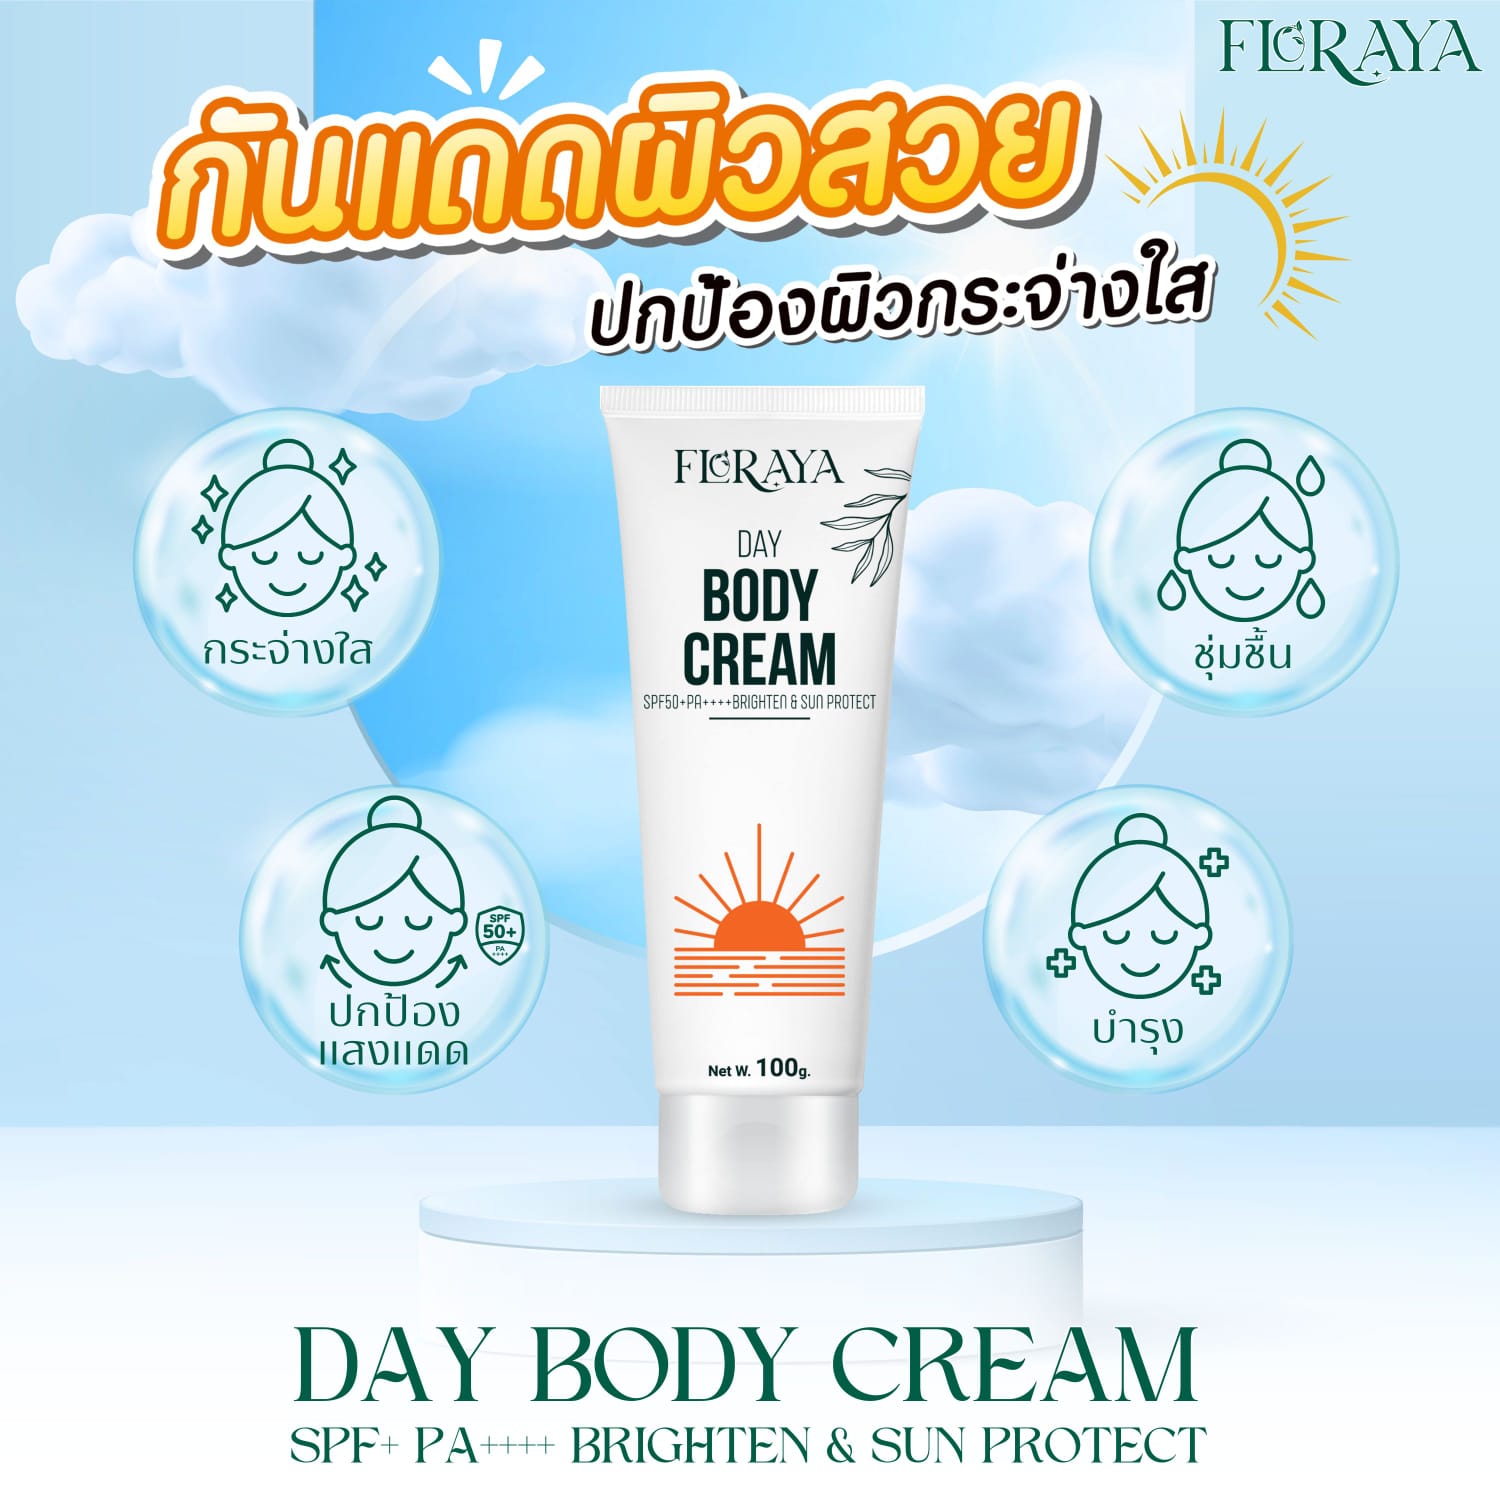 FLORAYA
กันแดดผิวสวย
ปกป้องผิวกระจ่างใส
FLORAYA
DAY
BODY
CREAM
SPF50+PA++++BRIGHTEN & SUN PROTECT
Net W. 100g.
กระจ่างใส
ชุ่มชื้น
SPF
50+
PA
++++
ปกป้อง
แสงแดด
บำรุง
DAY BODY CREAM
SPF+ PA++++ BRIGHTEN & SUN PROTECT